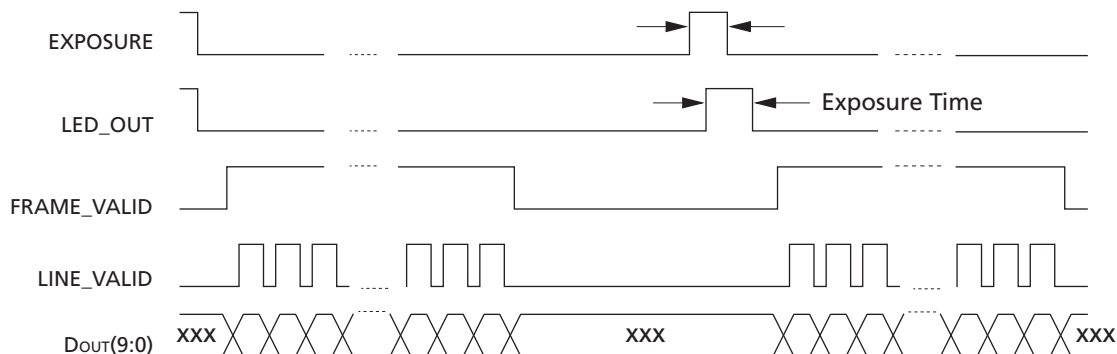 EXPOSURE
LED_OUT
Exposure Time
FRAME_VALID
LINE_VALID
DOUT(9:0)
XXX
XXX
XXX